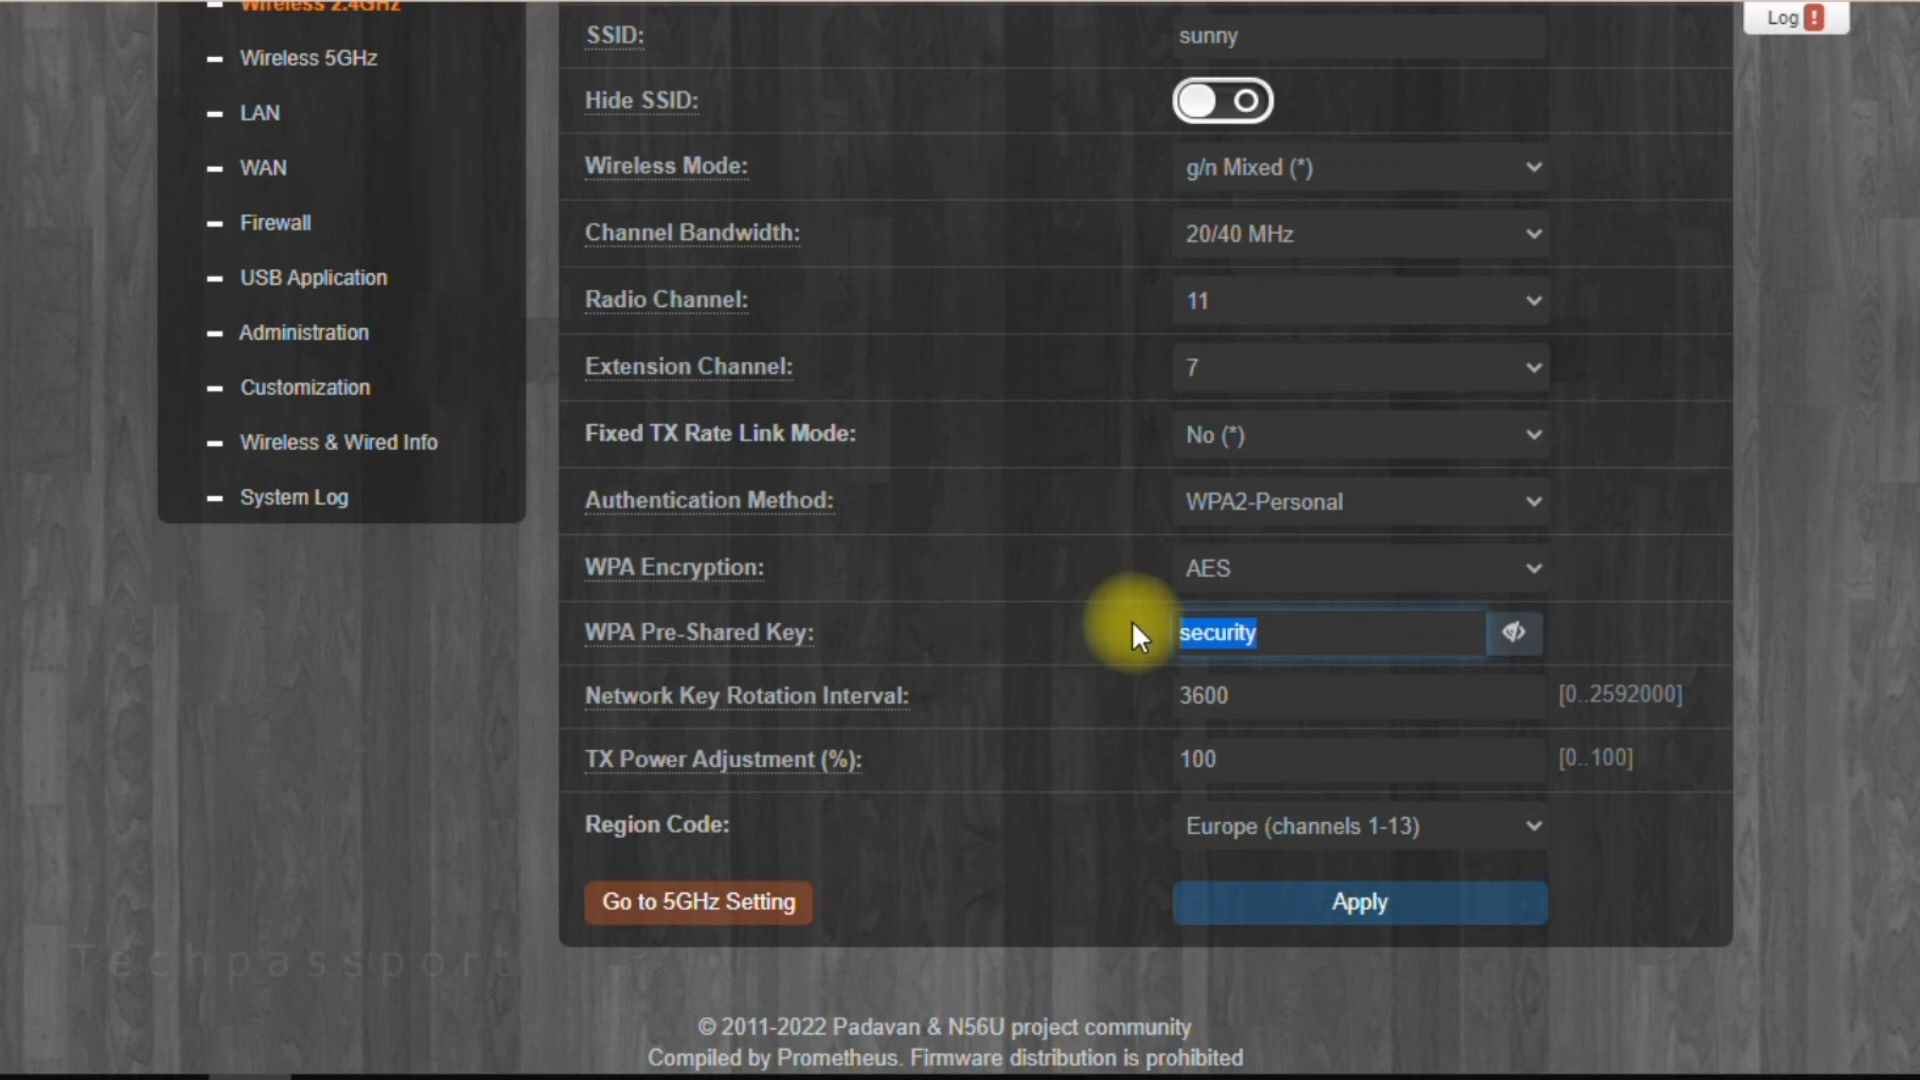 Wireless 2.4GHz
Wireless 5GHz
LAN
WAN
Firewall
USB Application
Administration
Customization
Wireless & Wired Info
System Log
Log !
SSID: sunny
Hide SSID:
Wireless Mode: g/n Mixed (*)
Channel Bandwidth: 20/40 MHz
Radio Channel: 11
Extension Channel: 7
Fixed TX Rate Link Mode: No (*)
Authentication Method: WPA2-Personal
WPA Encryption: AES
WPA Pre-Shared Key: security
Network Key Rotation Interval: 3600 [0..2592000]
TX Power Adjustment (%): 100 [0..100]
Region Code: Europe (channels 1-13)
Go to 5GHz Setting Apply
Techpassport
© 2011-2022 Padavan & N56U project community
Compiled by Prometheus. Firmware distribution is prohibited